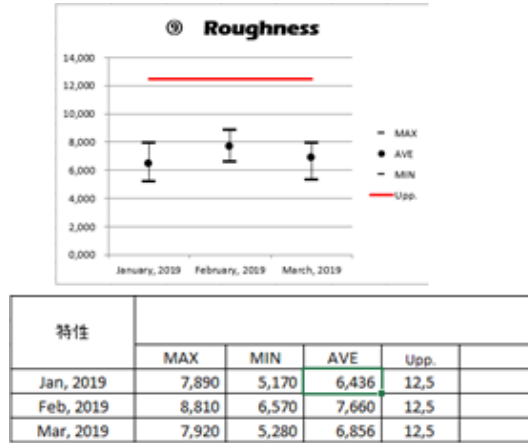 ⑨ Roughness
14,000
12,000
10,000
8,000
6,000
4,000
2,000
0,000
January, 2019 February, 2019 March, 2019
MAX
AVE
MIN
Upp.
特性
MAX MIN AVE Upp.
Jan, 2019 7,890 5,170 6,436 12,5
Feb, 2019 8,810 6,570 7,660 12,5
Mar, 2019 7,920 5,280 6,856 12,5